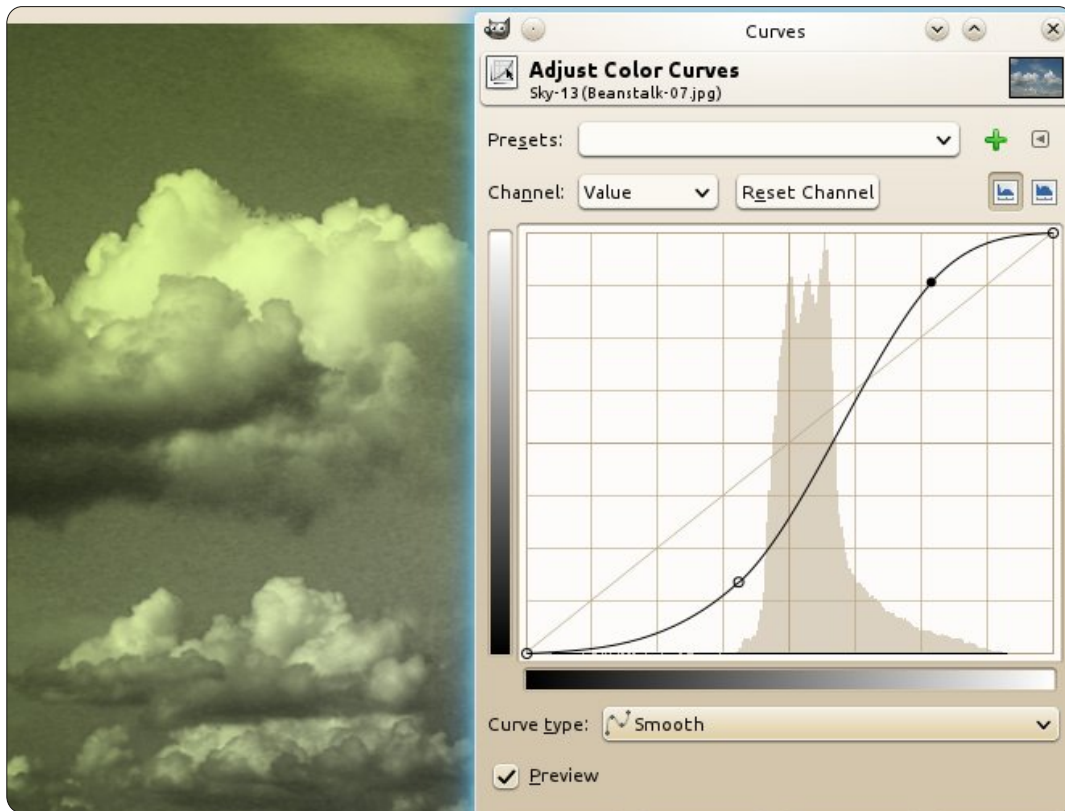 Curves
Adjust Color Curves
Sky-13 (Beanstalk-07.jpg)
Presets:
Channel: Value Reset Channel
Curve type: Smooth
Preview